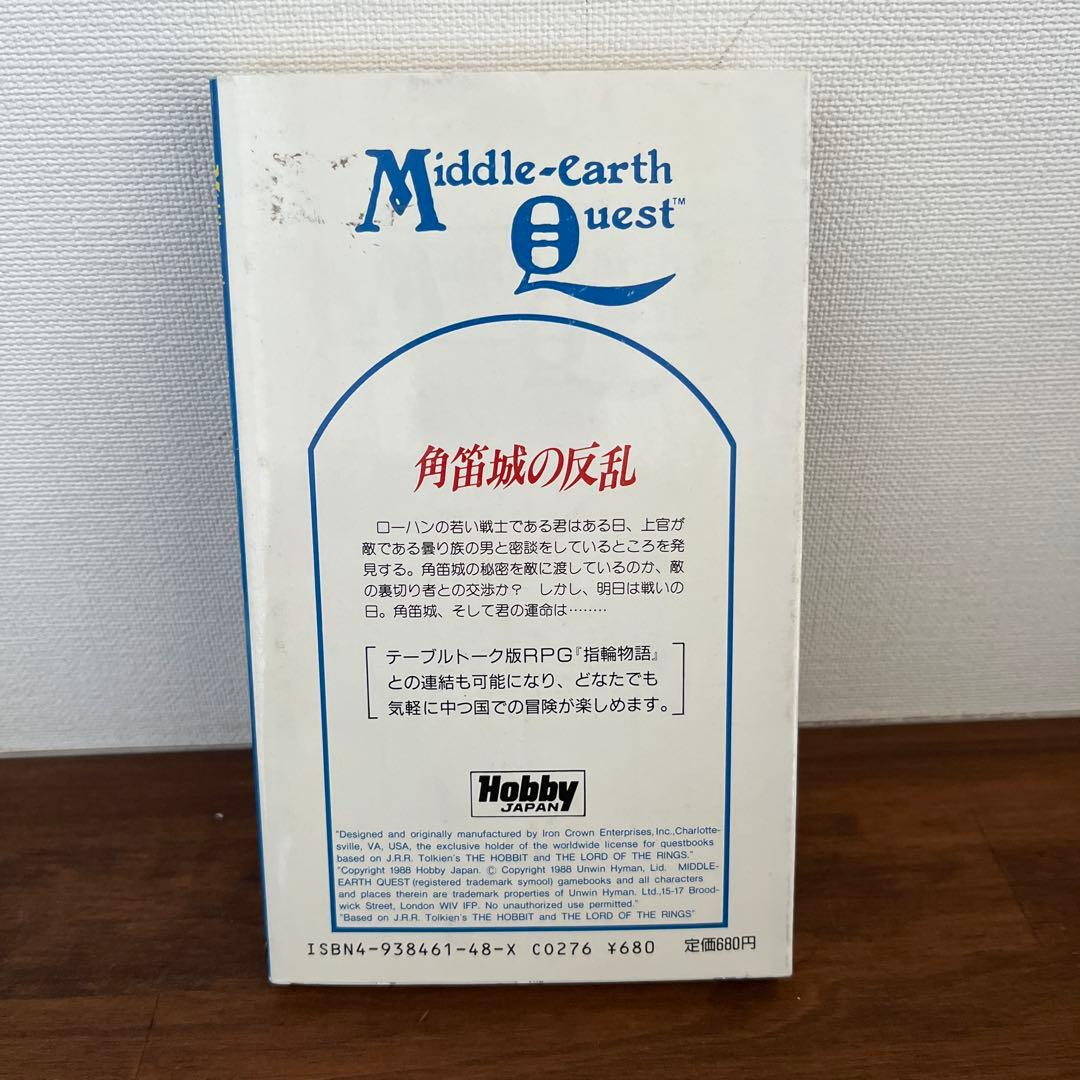 Middle-earth
Quest™
角笛城の反乱
ローハンの若い戦士である君はある日、上官が
敵である曇り族の男と密談をしているところを発
見する。角笛城の秘密を敵に渡しているのか、敵
の裏切り者との交渉か？　しかし、明日は戦いの
日。角笛城、そして君の運命は………
テーブルトーク版RPG『指輪物語』
との連結も可能になり、どなたでも
気軽に中つ国での冒険が楽しめます。
Hobby
JAPAN
"Designed and originally manufactured by Iron Crown Enterprises, Inc.,Charlotte-
sville, VA, USA, the exclusive holder of the worldwide license for questbooks
based on J.R.R. Tolkien's THE HOBBIT and THE LORD OF THE RINGS."
"Copyright 1988 Hobby Japan. © Copyright 1988 Unwin Hyman, Lid. MIDDLE-
EARTH QUEST (registered trademark symool) gamebooks and all characters
and places therein are trademark properties of Unwin Hyman. Ltd.,15-17 Brood-
wick Street, London WIV IFP. No unauthorized use permitted."
"Based on J.R.R. Tolkien's THE HOBBIT and THE LORD OF THE RINGS"
ISBN4-938461-48-X C0276 ¥680 定価680円